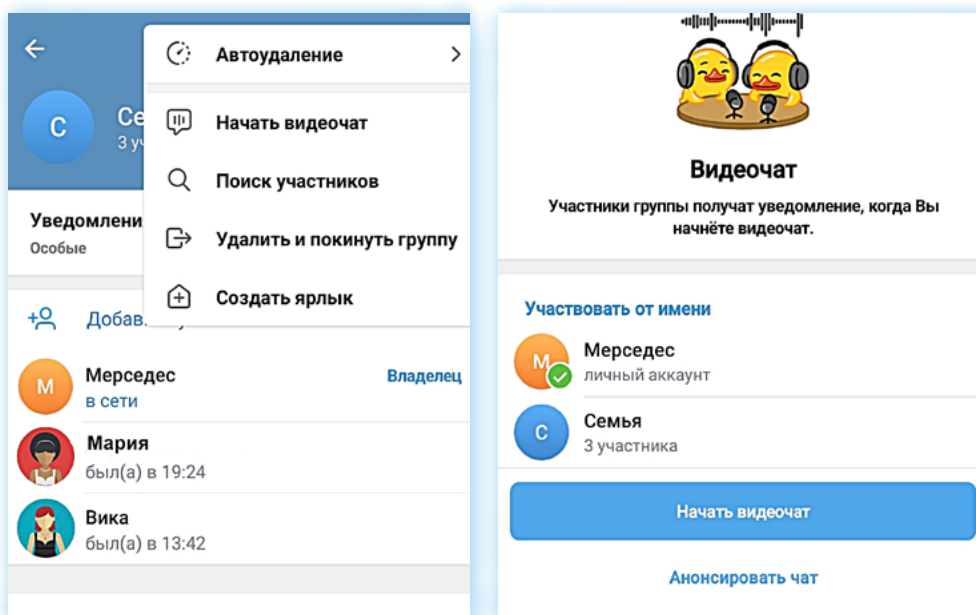 Автоудаление
Начать видеочат
Поиск участников
Удалить и покинуть группу
Создать ярлык
С
Се
3 у
Уведомлени
Особые
Добав
М
Мерседес
Владелец
в сети
Мария
был(а) в 19:24
Вика
был(а) в 13:42
Видеочат
Участники группы получат уведомление, когда Вы
начнёте видеочат.
Участвовать от имени
М
Мерседес
личный аккаунт
С
Семья
3 участника
Начать видеочат
Анонсировать чат